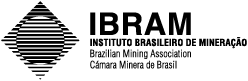 IBRAM
INSTITUTO BRASILEIRO DE MINERAÇÃO
Brazilian Mining Association
Cámara Minera de Brasil